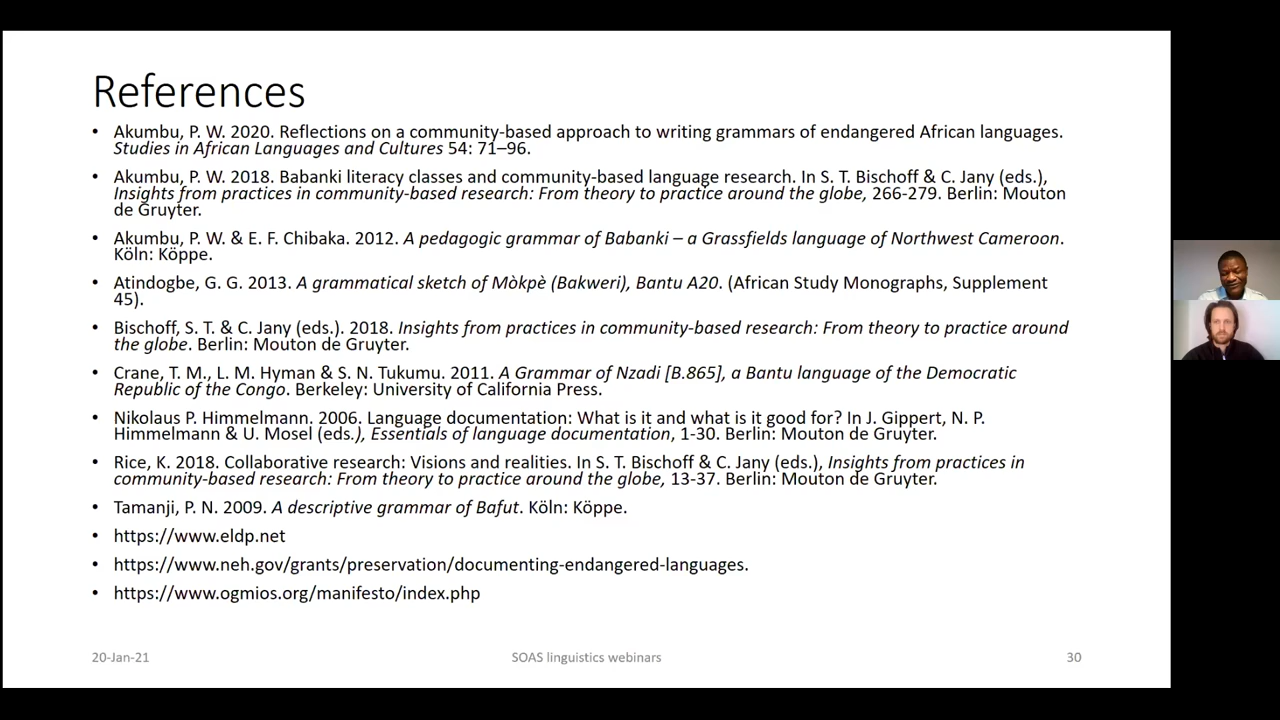 References
• Akumbu, P. W. 2020. Reflections on a community-based approach to writing grammars of endangered African languages.
Studies in African Languages and Cultures 54: 71–96.
• Akumbu, P. W. 2018. Babanki literacy classes and community-based language research. In S. T. Bischoff & C. Jany (eds.),
Insights from practices in community-based research: From theory to practice around the globe, 266-279. Berlin: Mouton
de Gruyter.
• Akumbu, P. W. & E. F. Chibaka. 2012. A pedagogic grammar of Babanki – a Grassfields language of Northwest Cameroon.
Köln: Köppe.
• Atindogbe, G. G. 2013. A grammatical sketch of Mòkpè (Bakweri), Bantu A20. (African Study Monographs, Supplement
45).
• Bischoff, S. T. & C. Jany (eds.). 2018. Insights from practices in community-based research: From theory to practice around
the globe. Berlin: Mouton de Gruyter.
• Crane, T. M., L. M. Hyman & S. N. Tukumu. 2011. A Grammar of Nzadi [B.865], a Bantu language of the Democratic
Republic of the Congo. Berkeley: University of California Press.
• Nikolaus P. Himmelmann. 2006. Language documentation: What is it and what is it good for? In J. Gippert, N. P.
Himmelmann & U. Mosel (eds.), Essentials of language documentation, 1-30. Berlin: Mouton de Gruyter.
• Rice, K. 2018. Collaborative research: Visions and realities. In S. T. Bischoff & C. Jany (eds.), Insights from practices in
community-based research: From theory to practice around the globe, 13-37. Berlin: Mouton de Gruyter.
• Tamanji, P. N. 2009. A descriptive grammar of Bafut. Köln: Köppe.
• https://www.eldp.net
• https://www.neh.gov/grants/preservation/documenting-endangered-languages.
• https://www.ogmios.org/manifesto/index.php
20-Jan-21
SOAS linguistics webinars
30